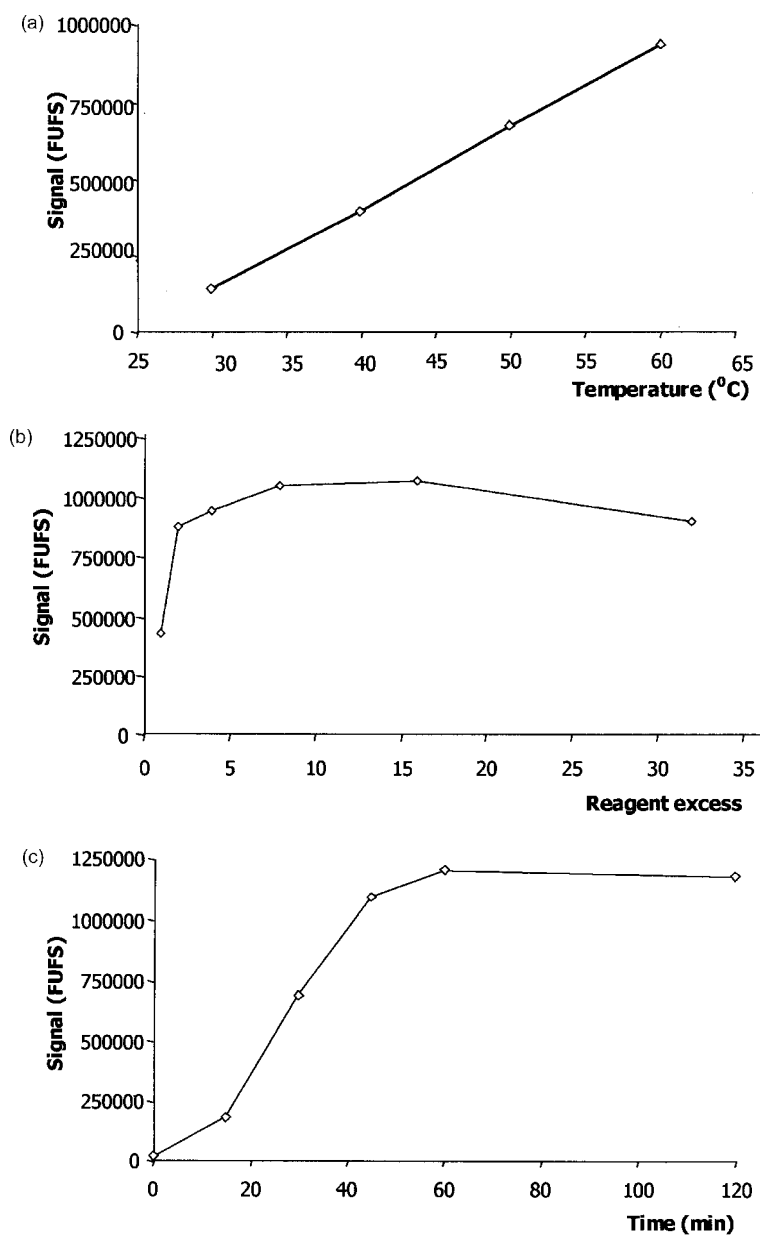 (a)
1000000
750000
500000
250000
0
Signal (FUFS)
25 30 35 40 45 50 55 60 65
Temperature (⁰C)
(b)
1250000
1000000
750000
500000
250000
0
Signal (FUFS)
0 5 10 15 20 25 30 35
Reagent excess
(c)
1250000
1000000
750000
500000
250000
0
Signal (FUFS)
0 20 40 60 80 100 120
Time (min)